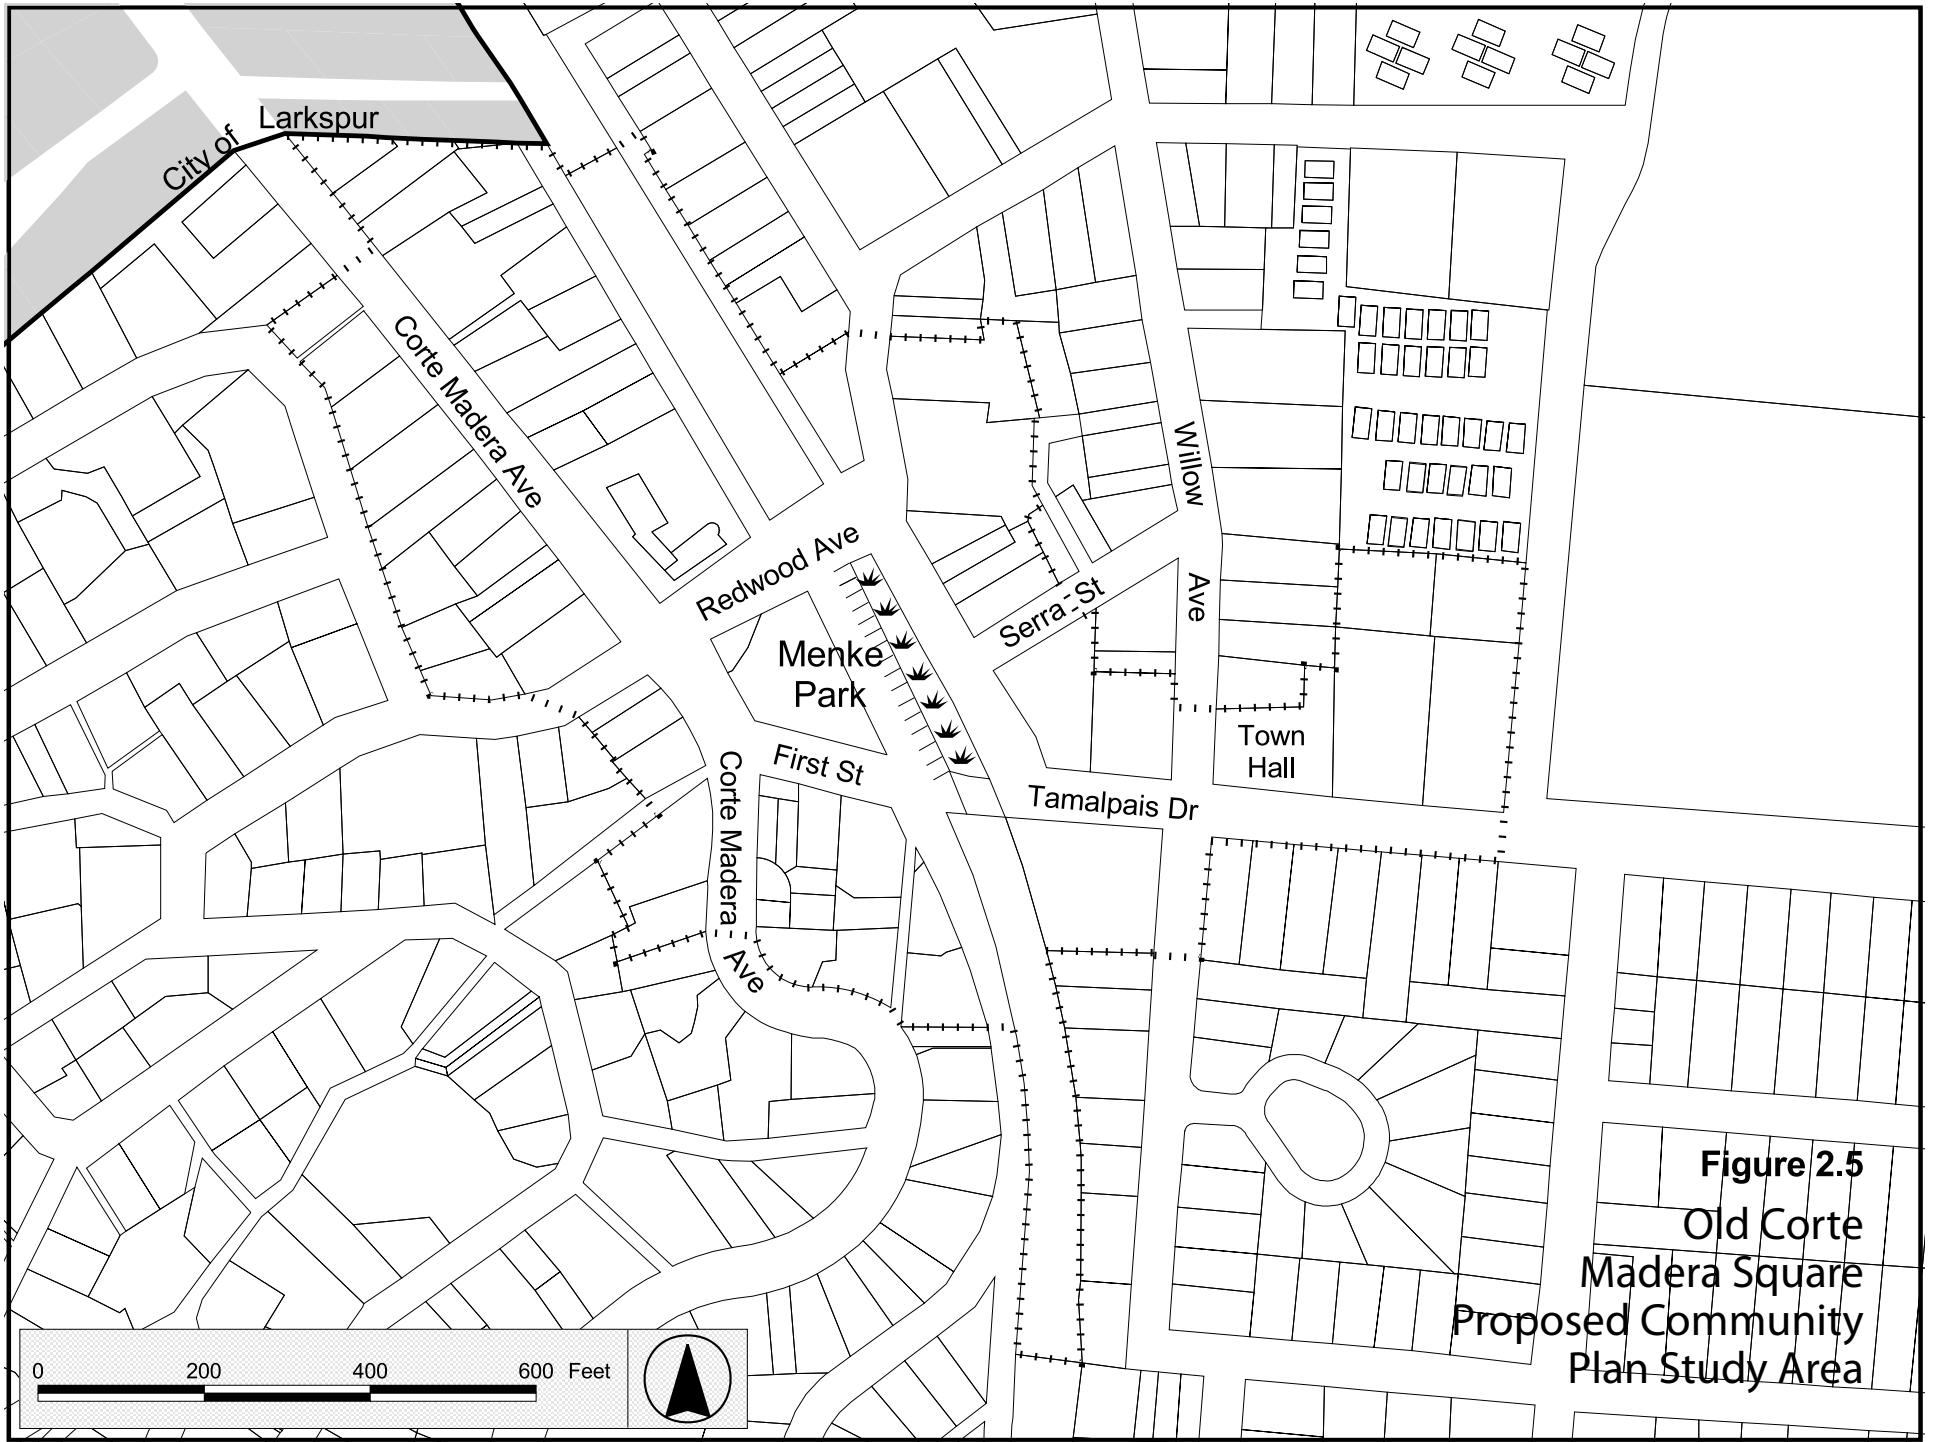 Larkspur
City of
Corte Madera Ave
Willow
Ave
Redwood Ave
Serra St
Menke
Park
Town
Hall
First St
Corte Madera
Ave
Tamalpais Dr
Figure 2.5
Old Corte
Madera Square
Proposed Community
Plan Study Area
0 200 400 600 Feet